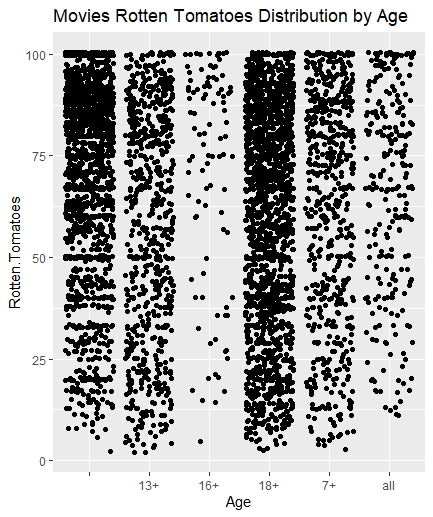 Movies Rotten Tomatoes Distribution by Age
100
75
50
25
0
Rotten.Tomatoes
13+ 16+ 18+ 7+ all
Age